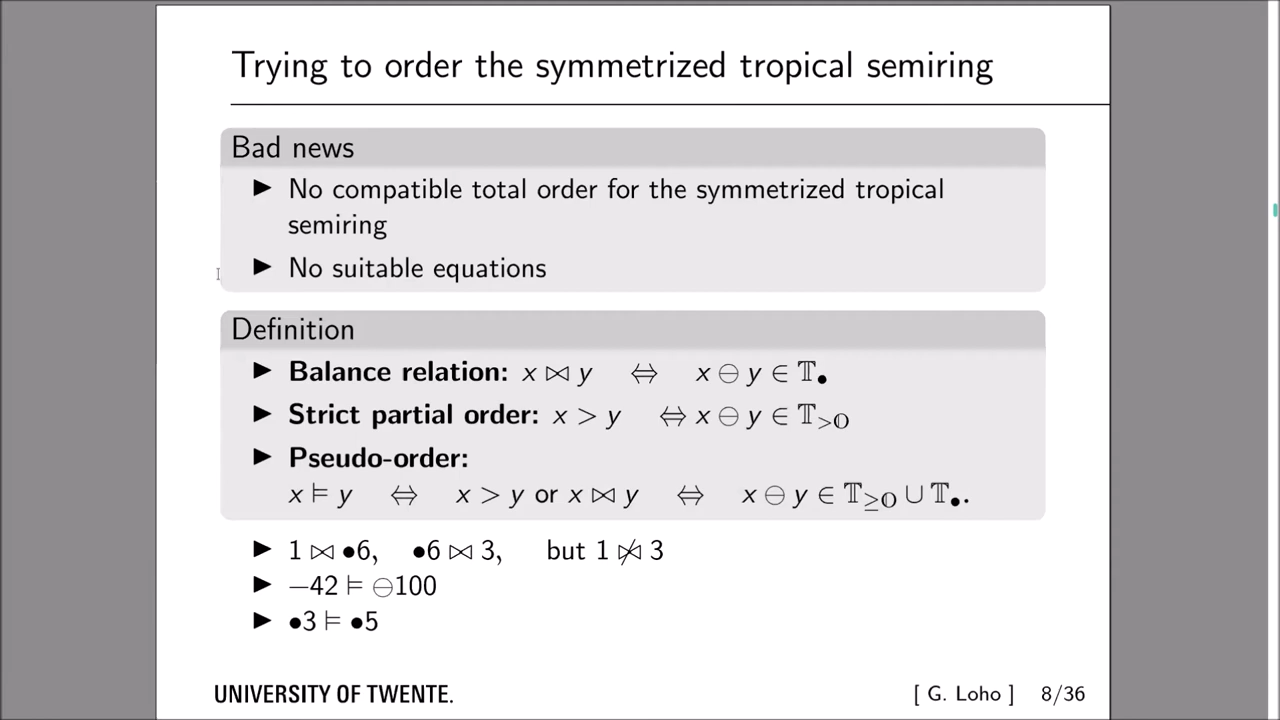 Trying to order the symmetrized tropical semiring
Bad news
▶ No compatible total order for the symmetrized tropical
semiring
▶ No suitable equations
Definition
▶ Balance relation: x ⋈ y ⇔ x ⊖ y ∈ 𝕋•
▶ Strict partial order: x > y ⇔ x ⊖ y ∈ 𝕋>𝕆
▶ Pseudo-order:
x ⊨ y ⇔ x > y or x ⋈ y ⇔ x ⊖ y ∈ 𝕋≥𝕆 ∪ 𝕋•.
▶ 1 ⋈ •6, •6 ⋈ 3, but 1 ⋈̸ 3
▶ −42 ⊨ ⊖100
▶ •3 ⊨ •5
UNIVERSITY OF TWENTE.
[ G. Loho ] 8/36